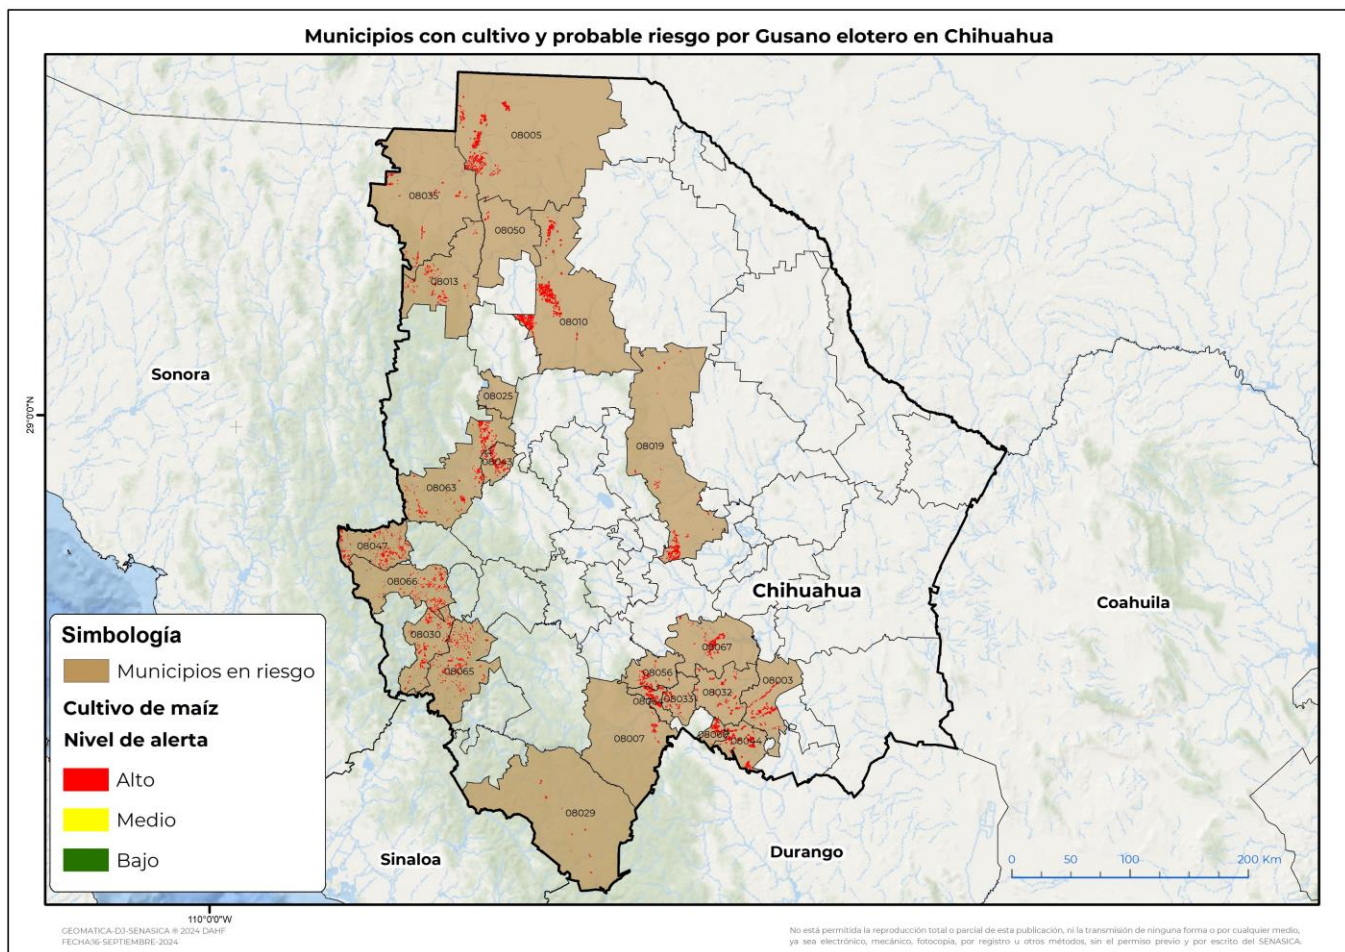 Municipios con cultivo y probable riesgo por Gusano elotero en Chihuahua
08005
08035
08050
08013
08010
Sonora
08025
29°0'0"N
08019
08043
08063
08047
08066
Chihuahua
Coahuila
08030
08067
08065
08056
08003
08032
08033
08007
08029
Sinaloa
Durango
Simbología
Municipios en riesgo
Cultivo de maíz
Nivel de alerta
Alto
Medio
Bajo
0 50 100 200 Km
110°0'0"W
GEOMATICA-DJ-SENASICA ® 2024 DAHF
FECHA:16-SEPTIEMBRE-2024
No está permitida la reproducción total o parcial de esta publicación, ni la transmisión de ninguna forma o por cualquier medio,
ya sea electrónico, mecánico, fotocopia, por registro u otros métodos, sin el permiso previo y por escrito del SENASICA.